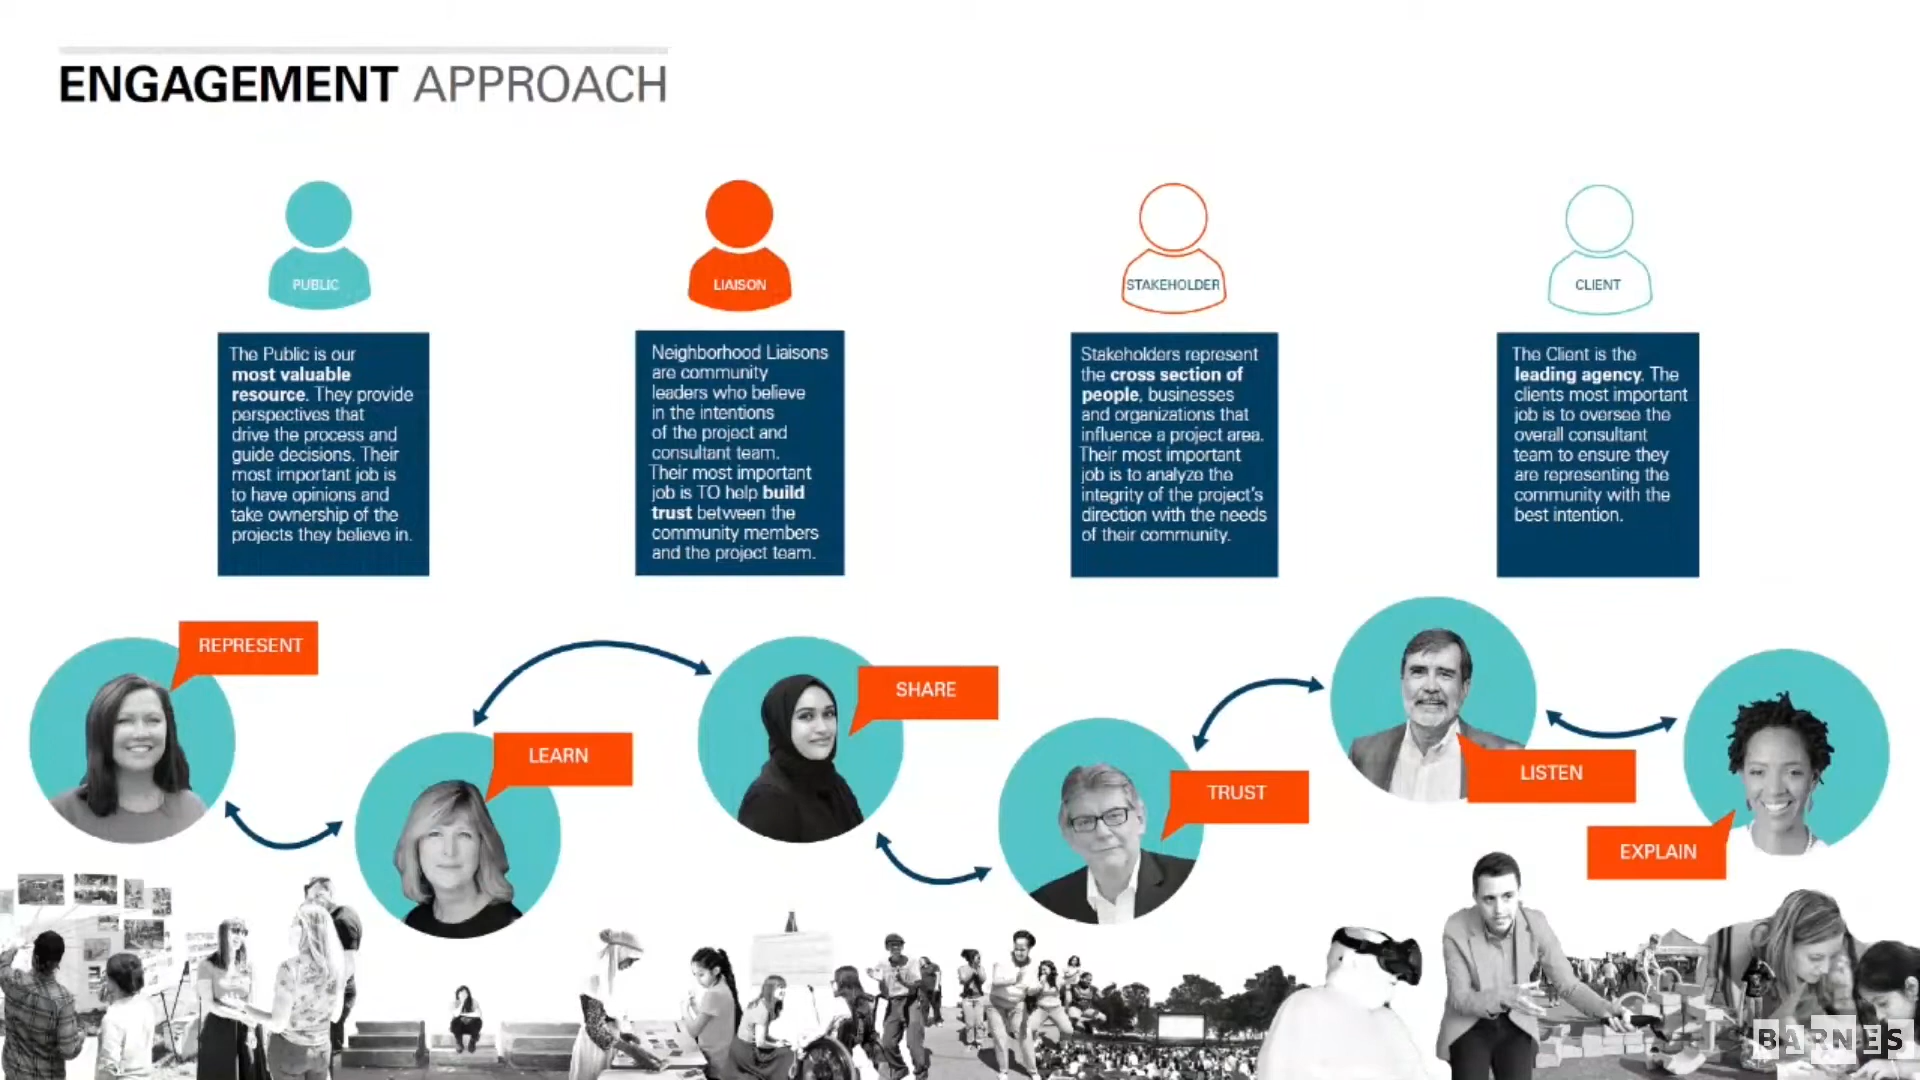 ENGAGEMENT APPROACH
PUBLIC
The Public is our
most valuable
resource. They provide
perspectives that
drive the process and
guide decisions. Their
most important job is
to have opinions and
take ownership of the
projects they believe in.
LIAISON
Neighborhood Liaisons
are community
leaders who believe
in the intentions
of the project and
consultant team.
Their most important
job is TO help build
trust between the
community members
and the project team.
STAKEHOLDER
Stakeholders represent
the cross section of
people, businesses
and organizations that
influence a project area.
Their most important
job is to analyze the
integrity of the project's
direction with the needs
of their community.
CLIENT
The Client is the
leading agency. The
clients most important
job is to oversee the
overall consultant
team to ensure they
are representing the
community with the
best intention.
REPRESENT
LEARN
SHARE
TRUST
LISTEN
EXPLAIN
BARNES